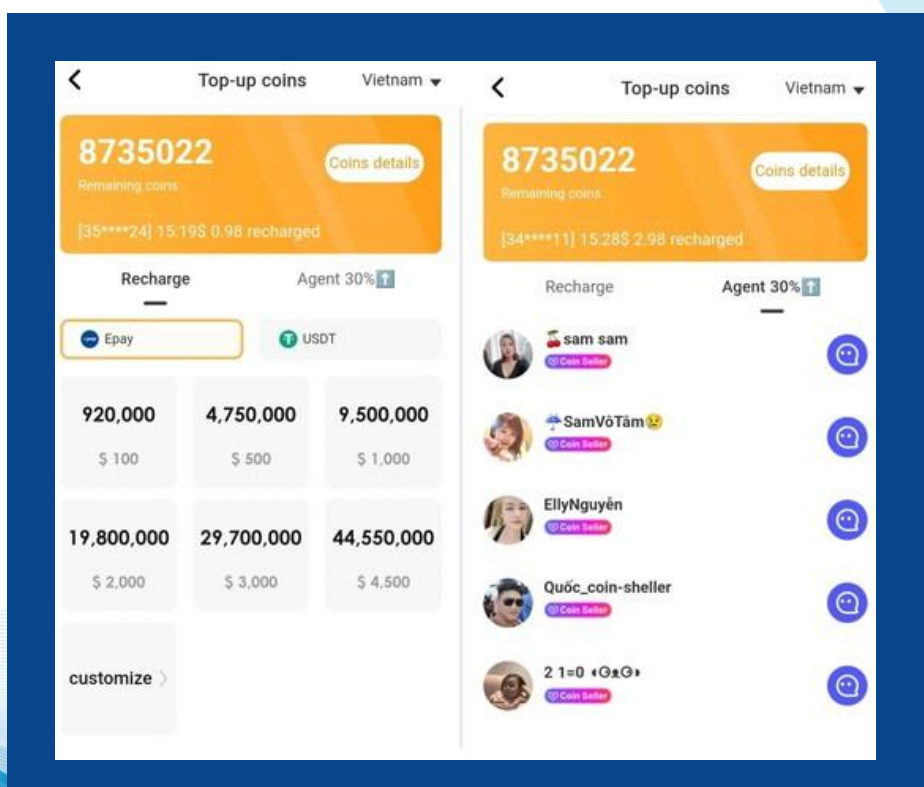 Top-up coins
Vietnam
8735022
Coins details
Remaining coins
[35****24] 15:19$ 0.98 recharged
Recharge
Agent 30%⬆️
Epay
USDT
920,000
4,750,000
9,500,000
$ 100
$ 500
$ 1,000
19,800,000
29,700,000
44,550,000
$ 2,000
$ 3,000
$ 4,500
customize
Top-up coins
Vietnam
8735022
Coins details
Remaining coins
[34****11] 15:28$ 2.98 recharged
Recharge
Agent 30%⬆️
🍒sam sam
Coin Seller
☔SamVôTâm😢
Coin Seller
EllyNguyễn
Coin Seller
Quốc_coin-sheller
Coin Seller
2 1=0
Coin Seller